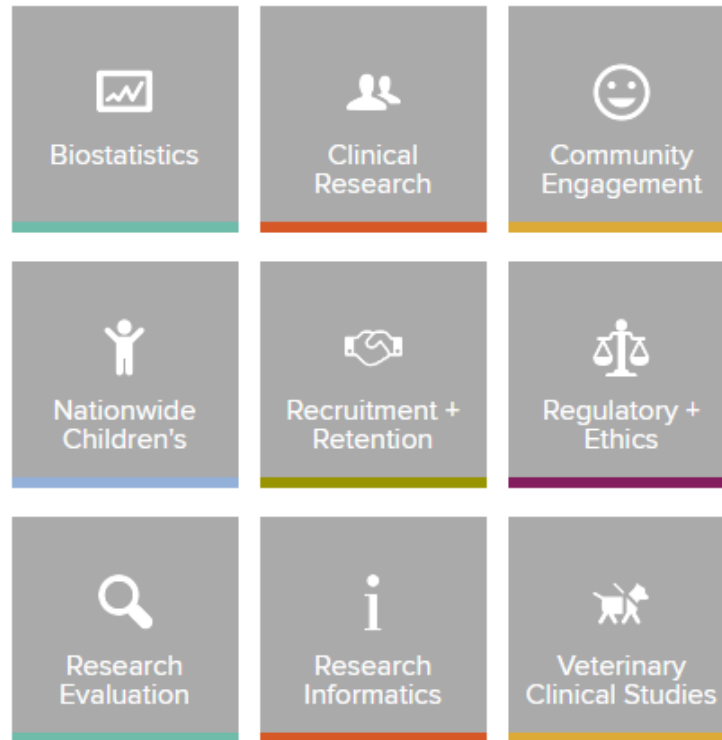 Biostatistics
Clinical
Research
Community
Engagement
Nationwide
Children's
Recruitment +
Retention
Regulatory +
Ethics
Research
Evaluation
Research
Informatics
Veterinary
Clinical Studies